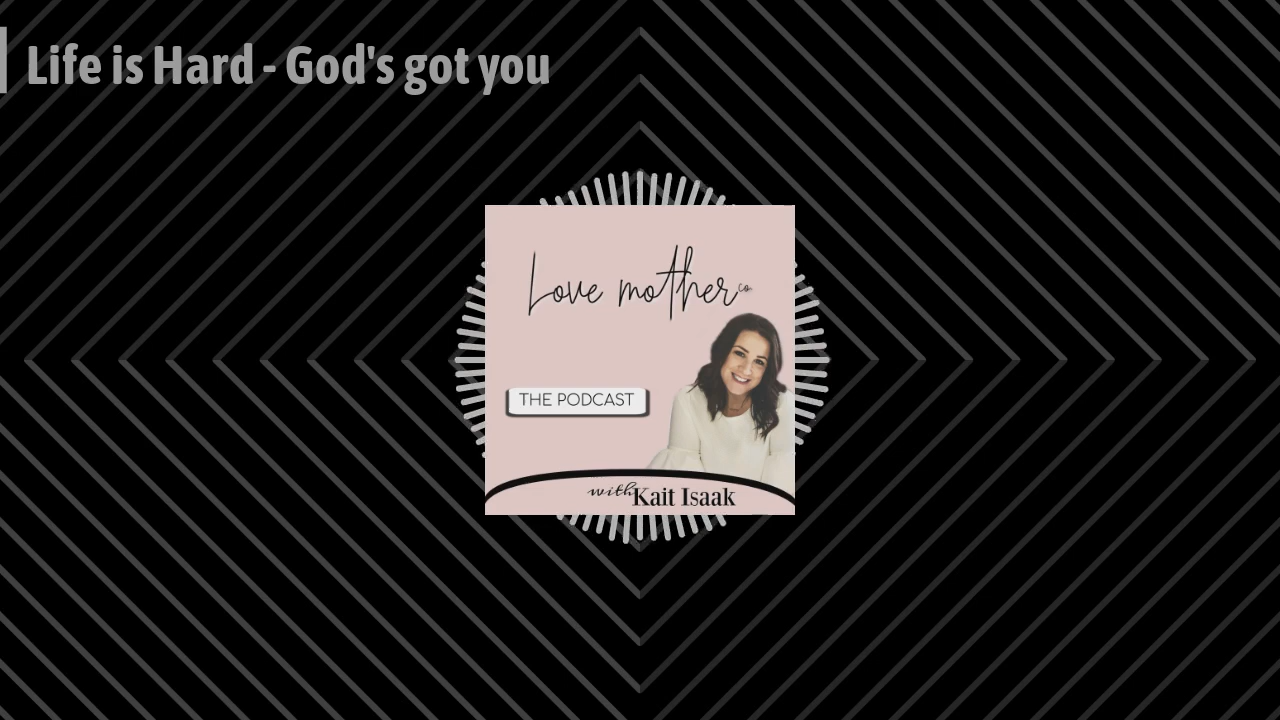 Life is Hard - God's got you
Love mother co.
THE PODCAST
with Kait Isaak